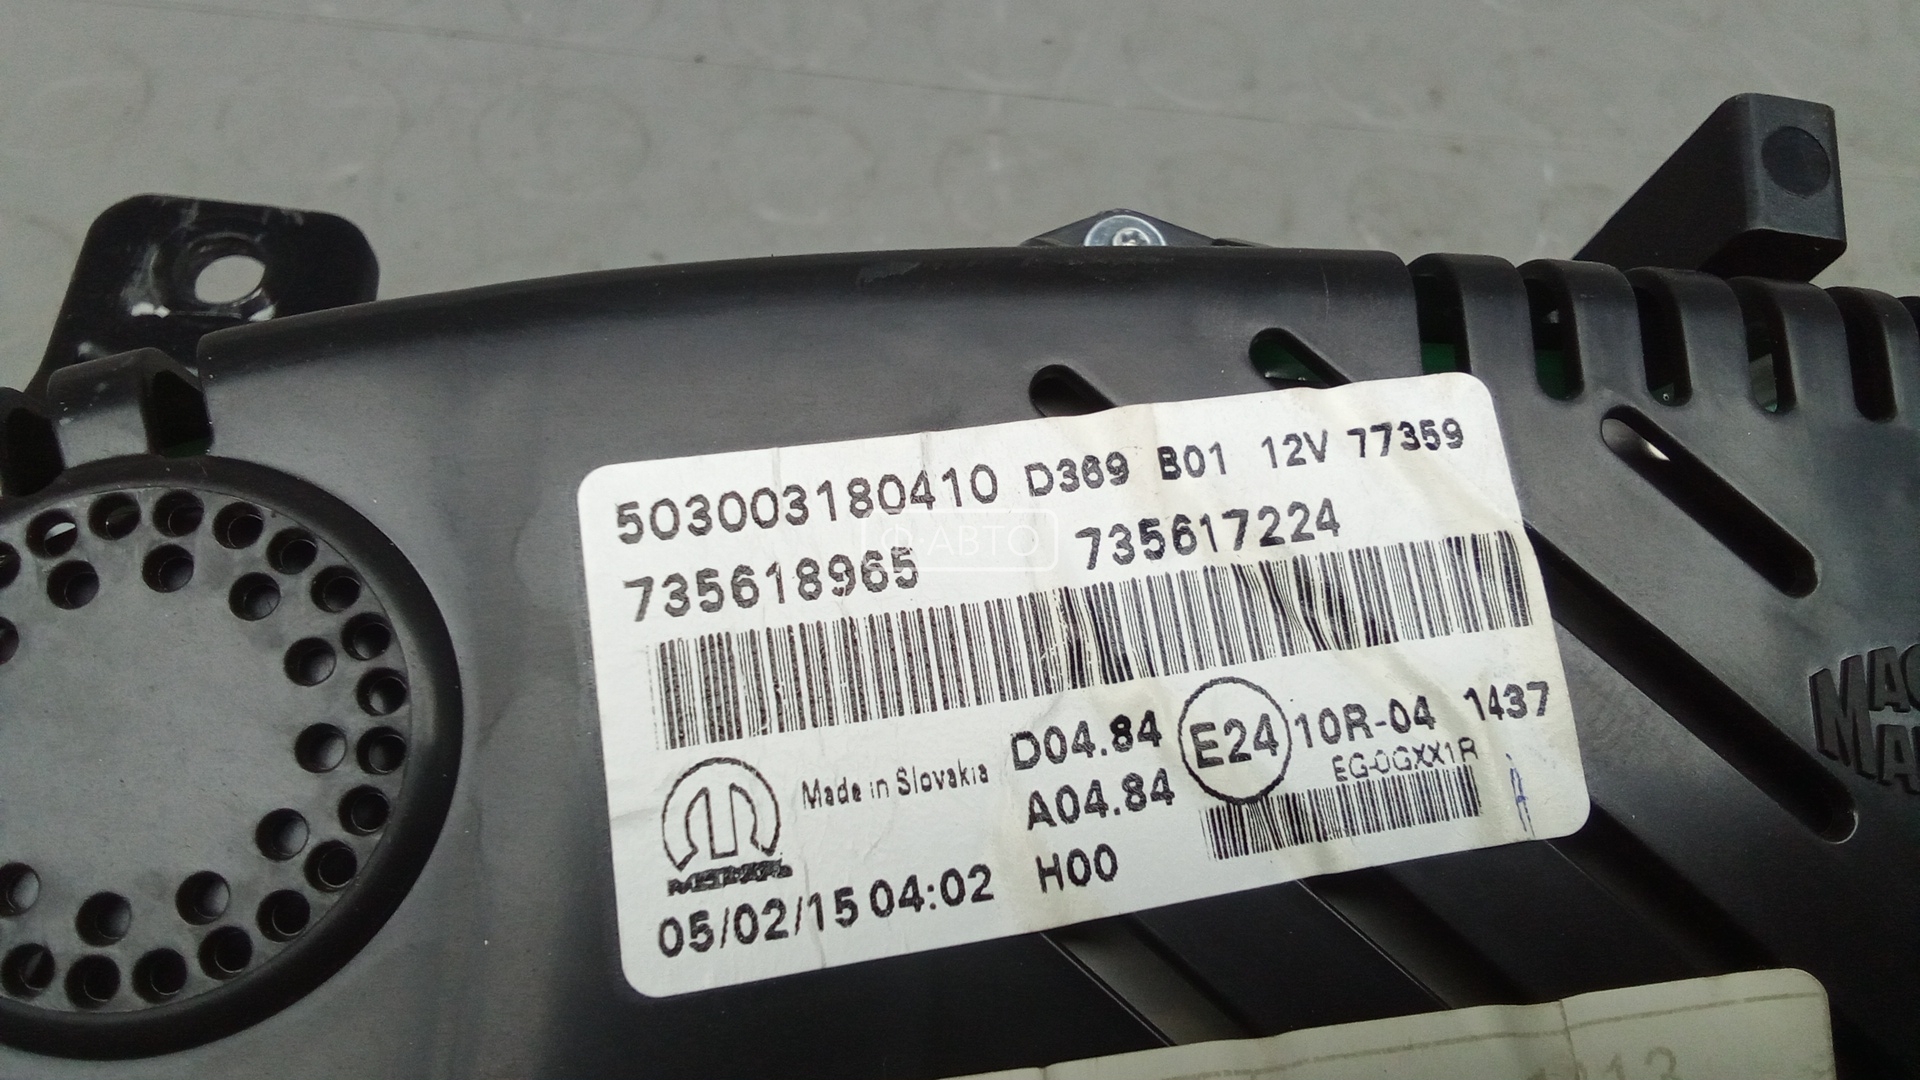 503003180410 D369 B01 12V 77359
735618965 735617224
Ф·АВТО
D04.84 E24 10R-04 1437
Made in Slovakia A04.84 EG-0GXX1R
05/02/15 04:02 H00